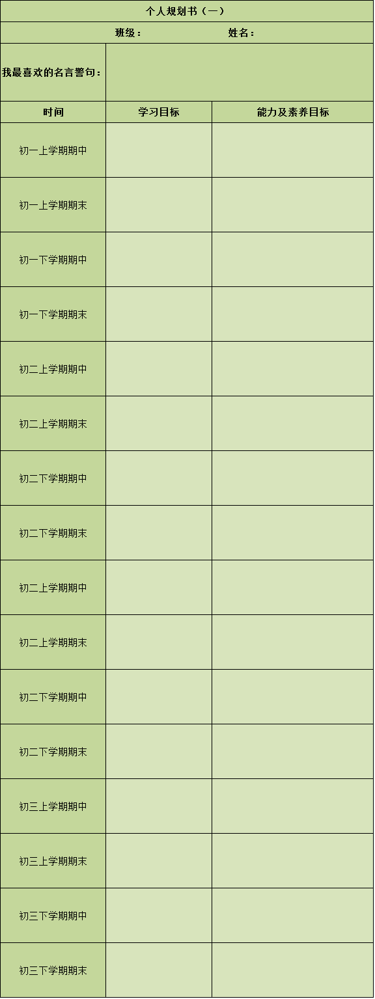 个人规划书（一）
班级： 姓名：
我最喜欢的名言警句：
时间 学习目标 能力及素养目标
初一上学期期中
初一上学期期末
初一下学期期中
初一下学期期末
初二上学期期中
初二上学期期末
初二下学期期中
初二下学期期末
初二上学期期中
初二上学期期末
初二下学期期中
初二下学期期末
初三上学期期中
初三上学期期末
初三下学期期中
初三下学期期末